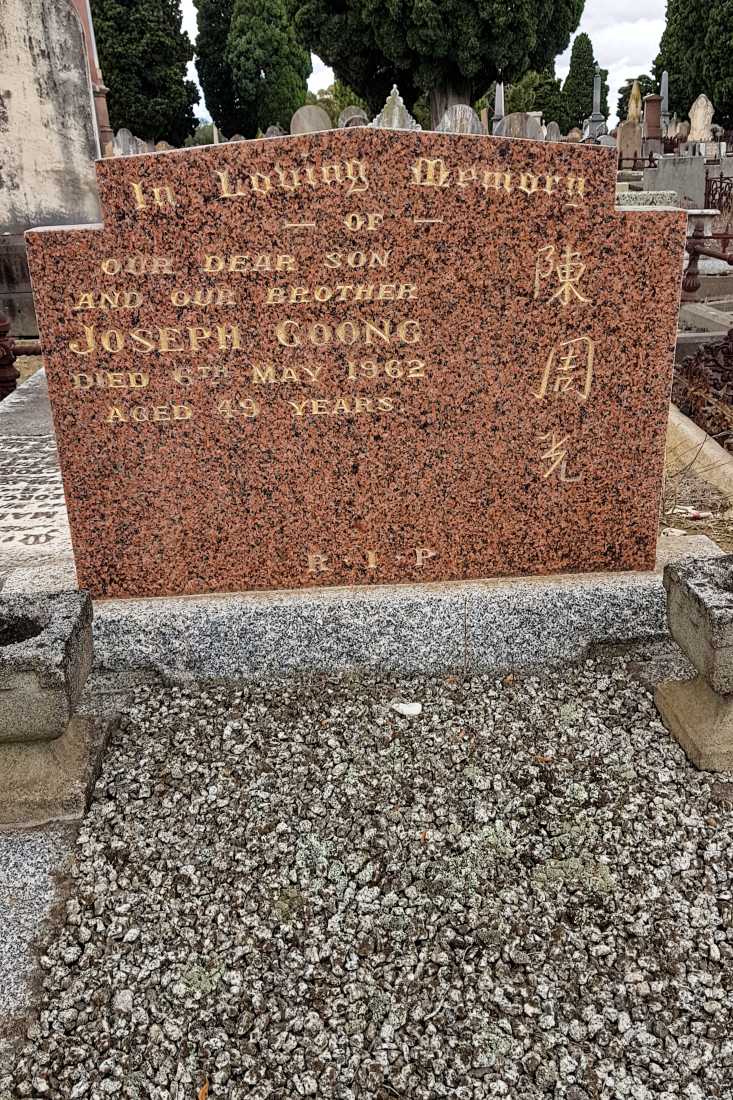 In Loving Memory
— OF —
OUR DEAR SON
AND OUR BROTHER
JOSEPH GOONG
DIED 6TH MAY 1962
AGED 49 YEARS
陳周光
R·I·P